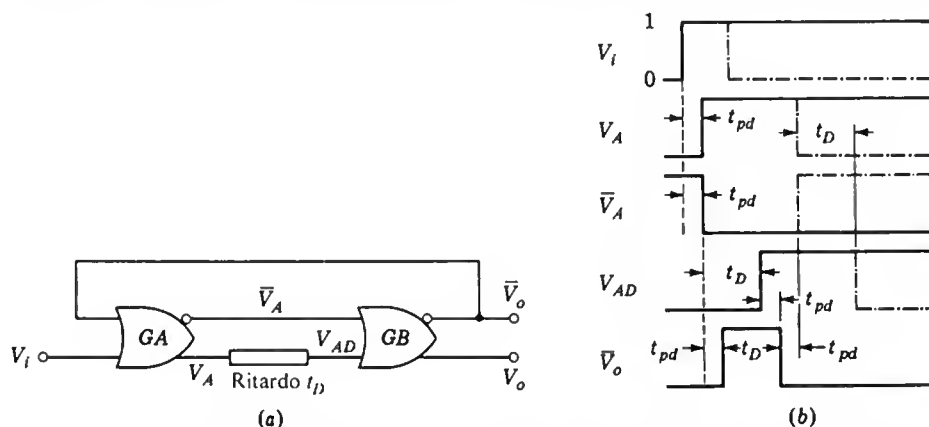 V̄_A
V̄_o
GA
GB
V_AD
V_i
V_A
Ritardo t_D
V_o
(a)
1
V_i
0
V_A
t_pd
t_D
V̄_A
t_pd
V_AD
t_D
t_pd
V̄_o
t_pd
t_D
t_pd
(b)